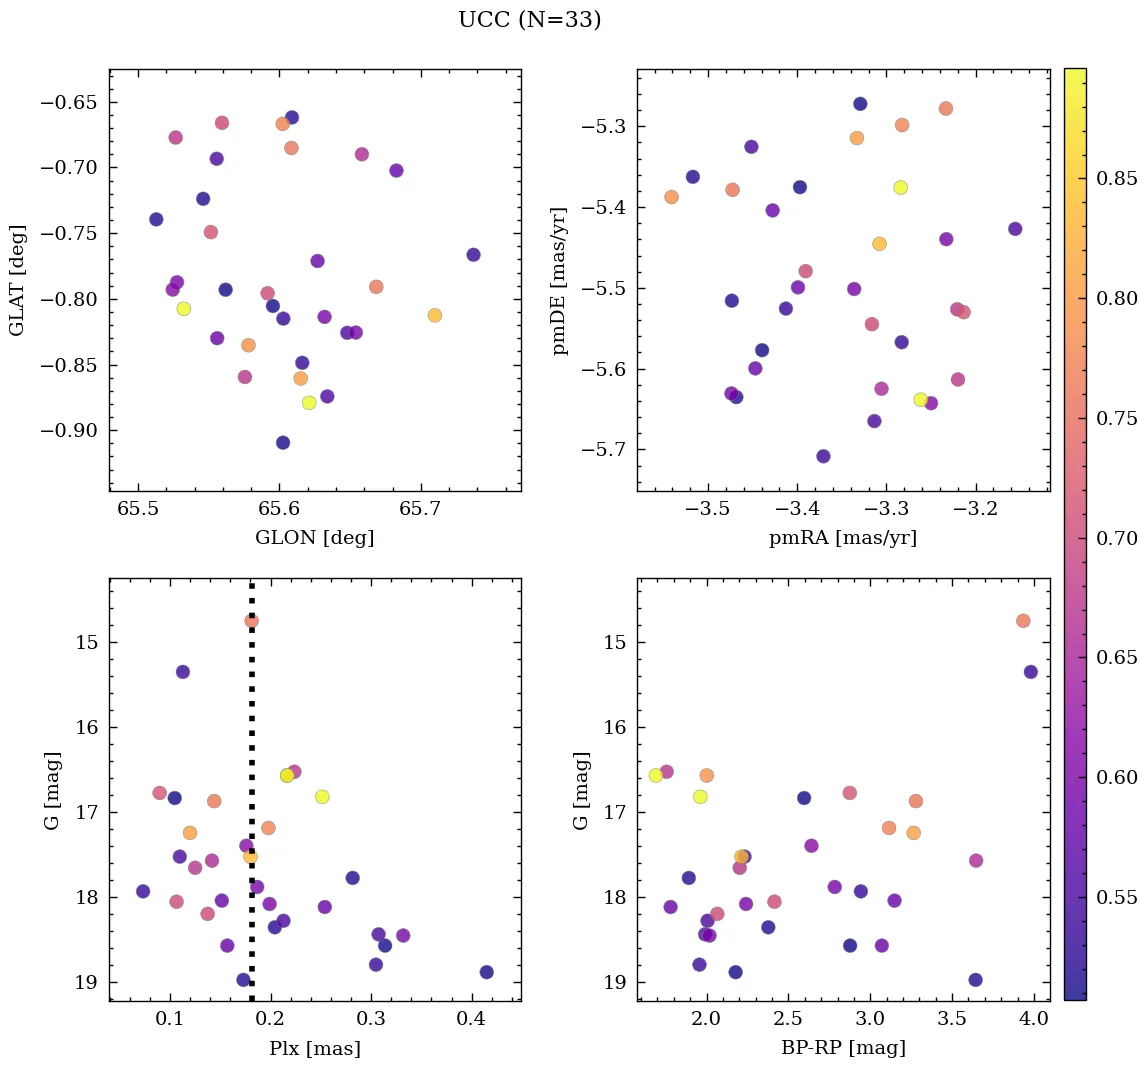 UCC (N=33)
−0.65
−0.70
−0.75
−0.80
−0.85
−0.90
GLAT [deg]
65.5 65.6 65.7
GLON [deg]
−5.3
−5.4
−5.5
−5.6
−5.7
pmDE [mas/yr]
−3.5 −3.4 −3.3 −3.2
pmRA [mas/yr]
15
16
17
18
19
G [mag]
0.1 0.2 0.3 0.4
Plx [mas]
15
16
17
18
19
G [mag]
2.0 2.5 3.0 3.5 4.0
BP-RP [mag]
0.85
0.80
0.75
0.70
0.65
0.60
0.55